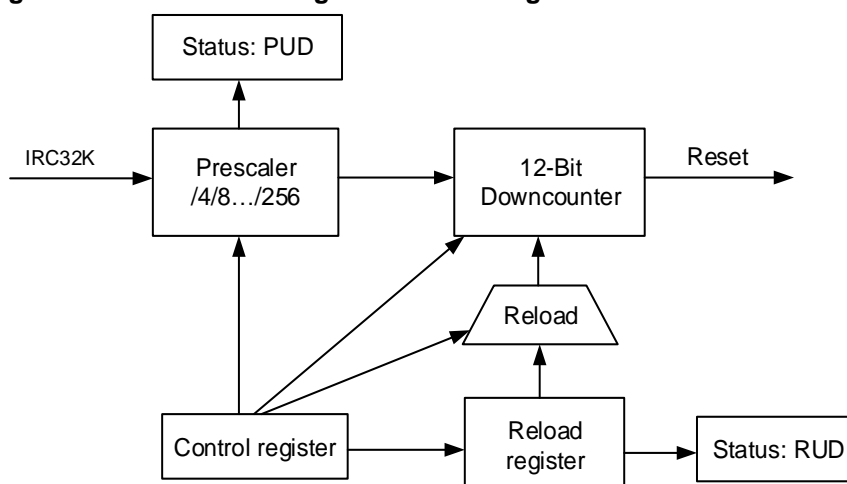 Status: PUD
IRC32K
Prescaler
/4/8…/256
12-Bit
Downcounter
Reset
Reload
Control register
Reload
register
Status: RUD